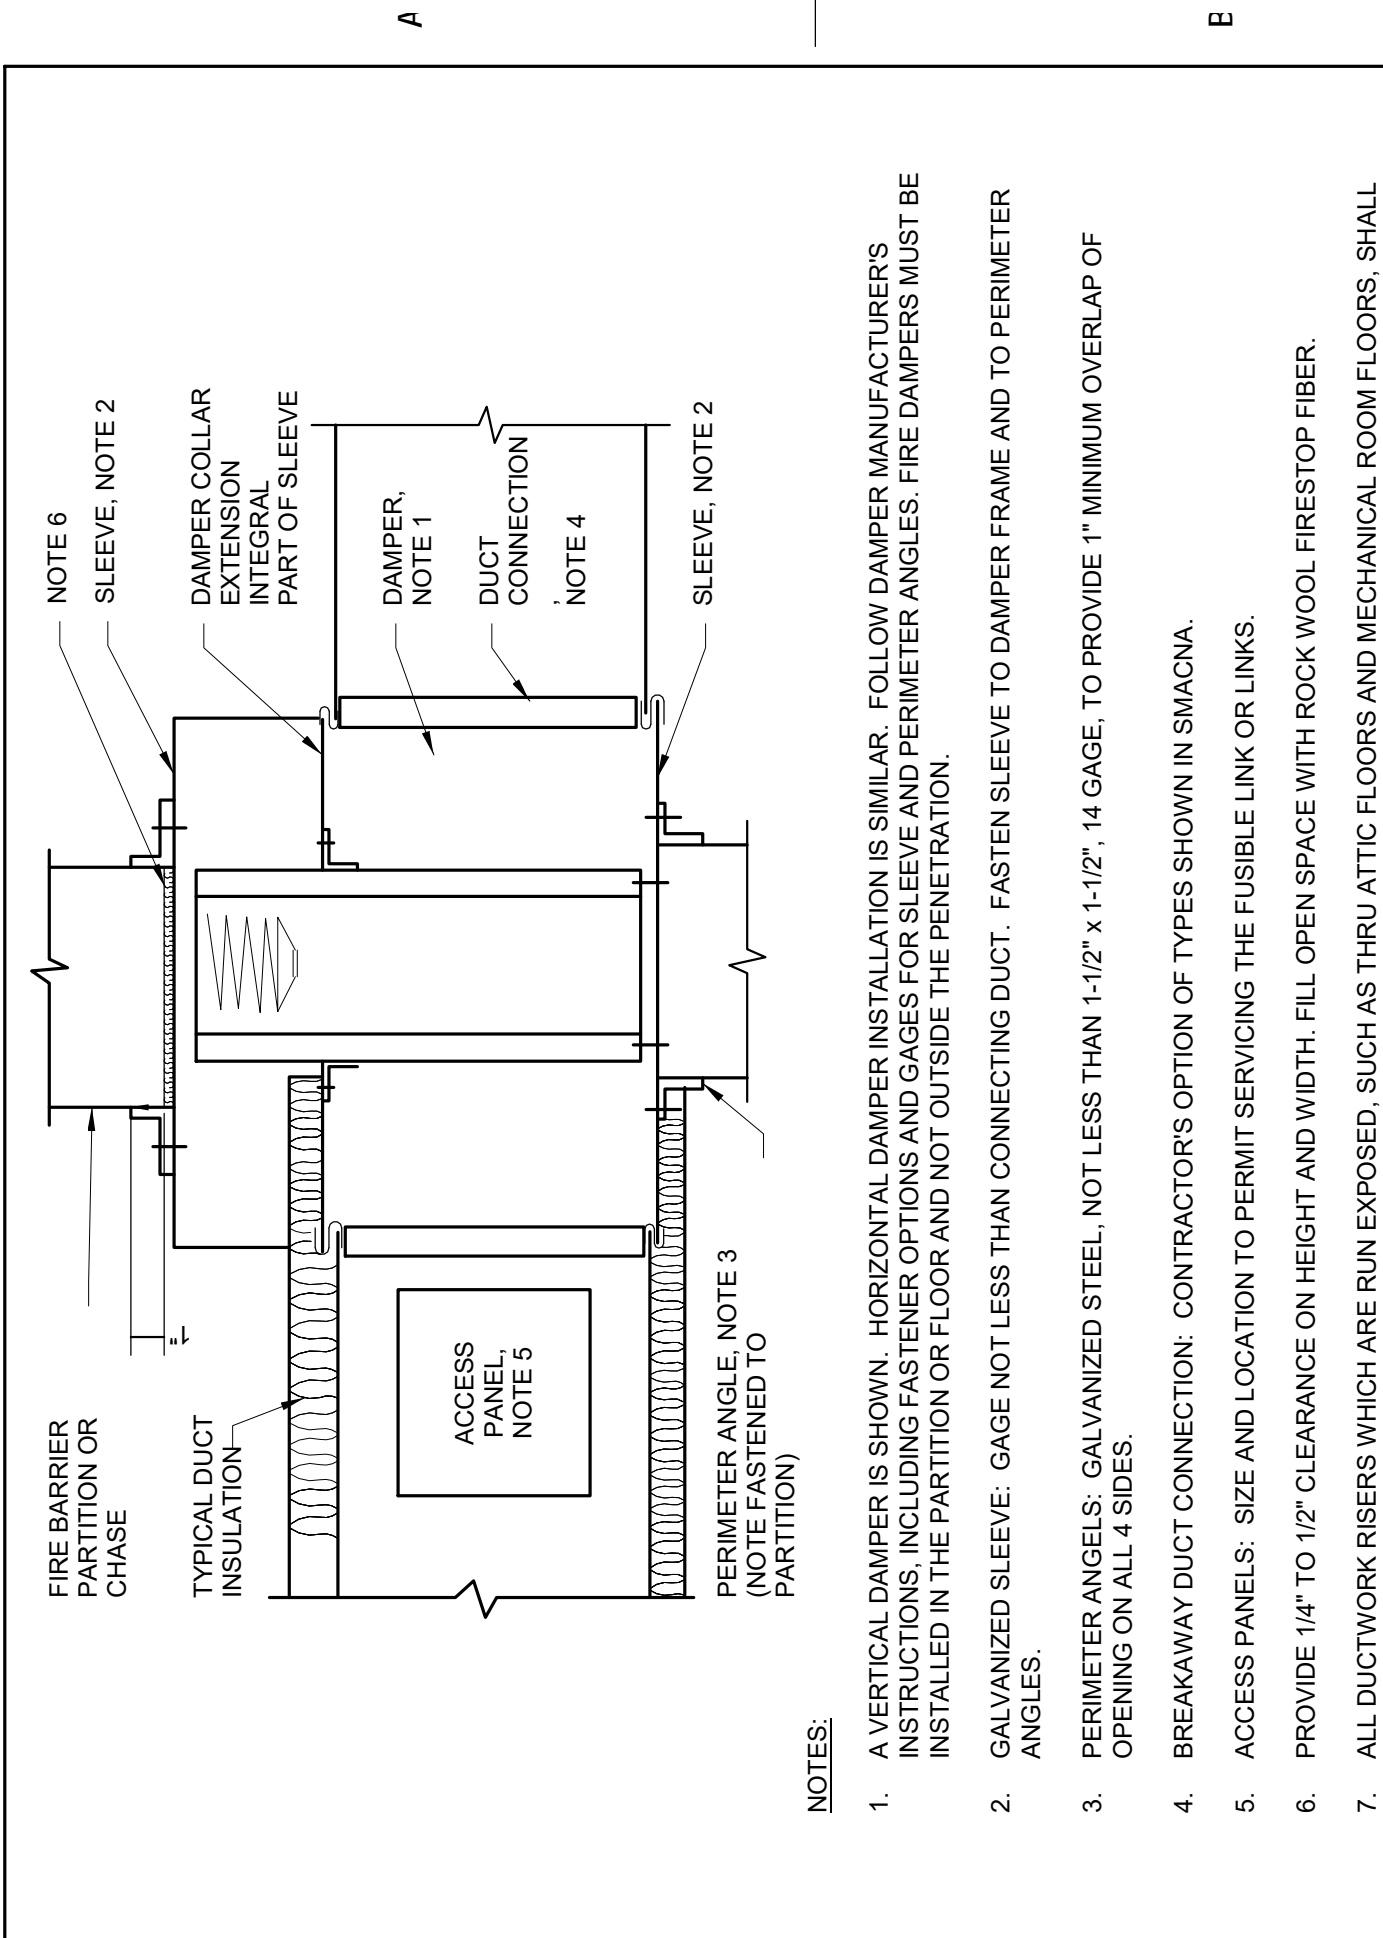 A
B
NOTE 6
SLEEVE, NOTE 2
DAMPER COLLAR
EXTENSION
INTEGRAL
PART OF SLEEVE
DAMPER,
NOTE 1
DUCT
CONNECTION
,
NOTE 4
SLEEVE, NOTE 2
FIRE BARRIER
PARTITION OR
CHASE
1"
TYPICAL DUCT
INSULATION
ACCESS
PANEL,
NOTE 5
PERIMETER ANGLE, NOTE 3
(NOTE FASTENED TO
PARTITION)
NOTES:
1. A VERTICAL DAMPER IS SHOWN. HORIZONTAL DAMPER INSTALLATION IS SIMILAR. FOLLOW DAMPER MANUFACTURER'S
INSTRUCTIONS, INCLUDING FASTENER OPTIONS AND GAGES FOR SLEEVE AND PERIMETER ANGLES. FIRE DAMPERS MUST BE
INSTALLED IN THE PARTITION OR FLOOR AND NOT OUTSIDE THE PENETRATION.
2. GALVANIZED SLEEVE: GAGE NOT LESS THAN CONNECTING DUCT. FASTEN SLEEVE TO DAMPER FRAME AND TO PERIMETER
ANGLES.
3. PERIMETER ANGELS: GALVANIZED STEEL, NOT LESS THAN 1-1/2" x 1-1/2", 14 GAGE, TO PROVIDE 1" MINIMUM OVERLAP OF
OPENING ON ALL 4 SIDES.
4. BREAKAWAY DUCT CONNECTION: CONTRACTOR'S OPTION OF TYPES SHOWN IN SMACNA.
5. ACCESS PANELS: SIZE AND LOCATION TO PERMIT SERVICING THE FUSIBLE LINK OR LINKS.
6. PROVIDE 1/4" TO 1/2" CLEARANCE ON HEIGHT AND WIDTH. FILL OPEN SPACE WITH ROCK WOOL FIRESTOP FIBER.
7. ALL DUCTWORK RISERS WHICH ARE RUN EXPOSED, SUCH AS THRU ATTIC FLOORS AND MECHANICAL ROOM FLOORS, SHALL